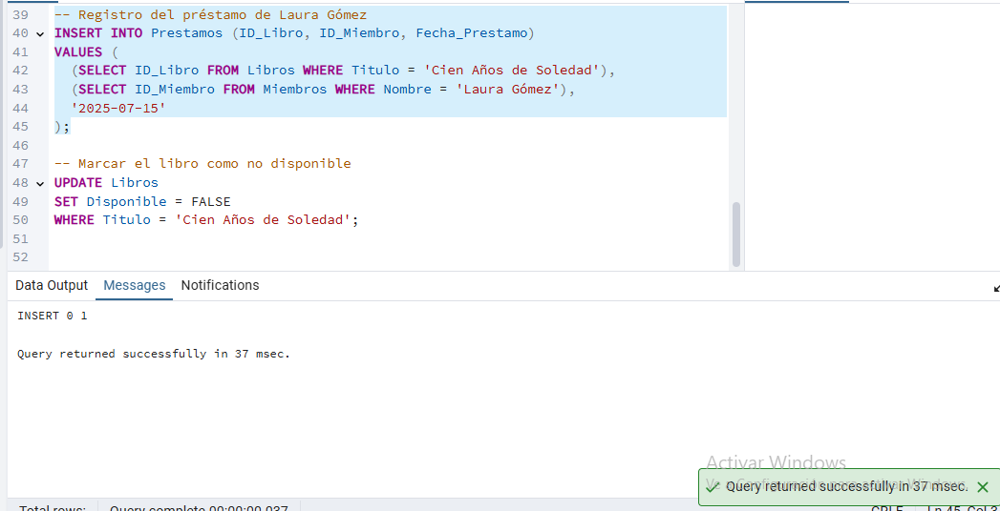 39 -- Registro del préstamo de Laura Gómez
40 INSERT INTO Prestamos (ID_Libro, ID_Miembro, Fecha_Prestamo)
41 VALUES (
42 (SELECT ID_Libro FROM Libros WHERE Titulo = 'Cien Años de Soledad'),
43 (SELECT ID_Miembro FROM Miembros WHERE Nombre = 'Laura Gómez'),
44 '2025-07-15'
45 );
46
47 -- Marcar el libro como no disponible
48 UPDATE Libros
49 SET Disponible = FALSE
50 WHERE Titulo = 'Cien Años de Soledad';
51
52
Data Output Messages Notifications
INSERT 0 1
Query returned successfully in 37 msec.
Activar Windows
Query returned successfully in 37 msec.
Total rows: Query complete 00:00:00.037 CRLF Ln 45, Col 3